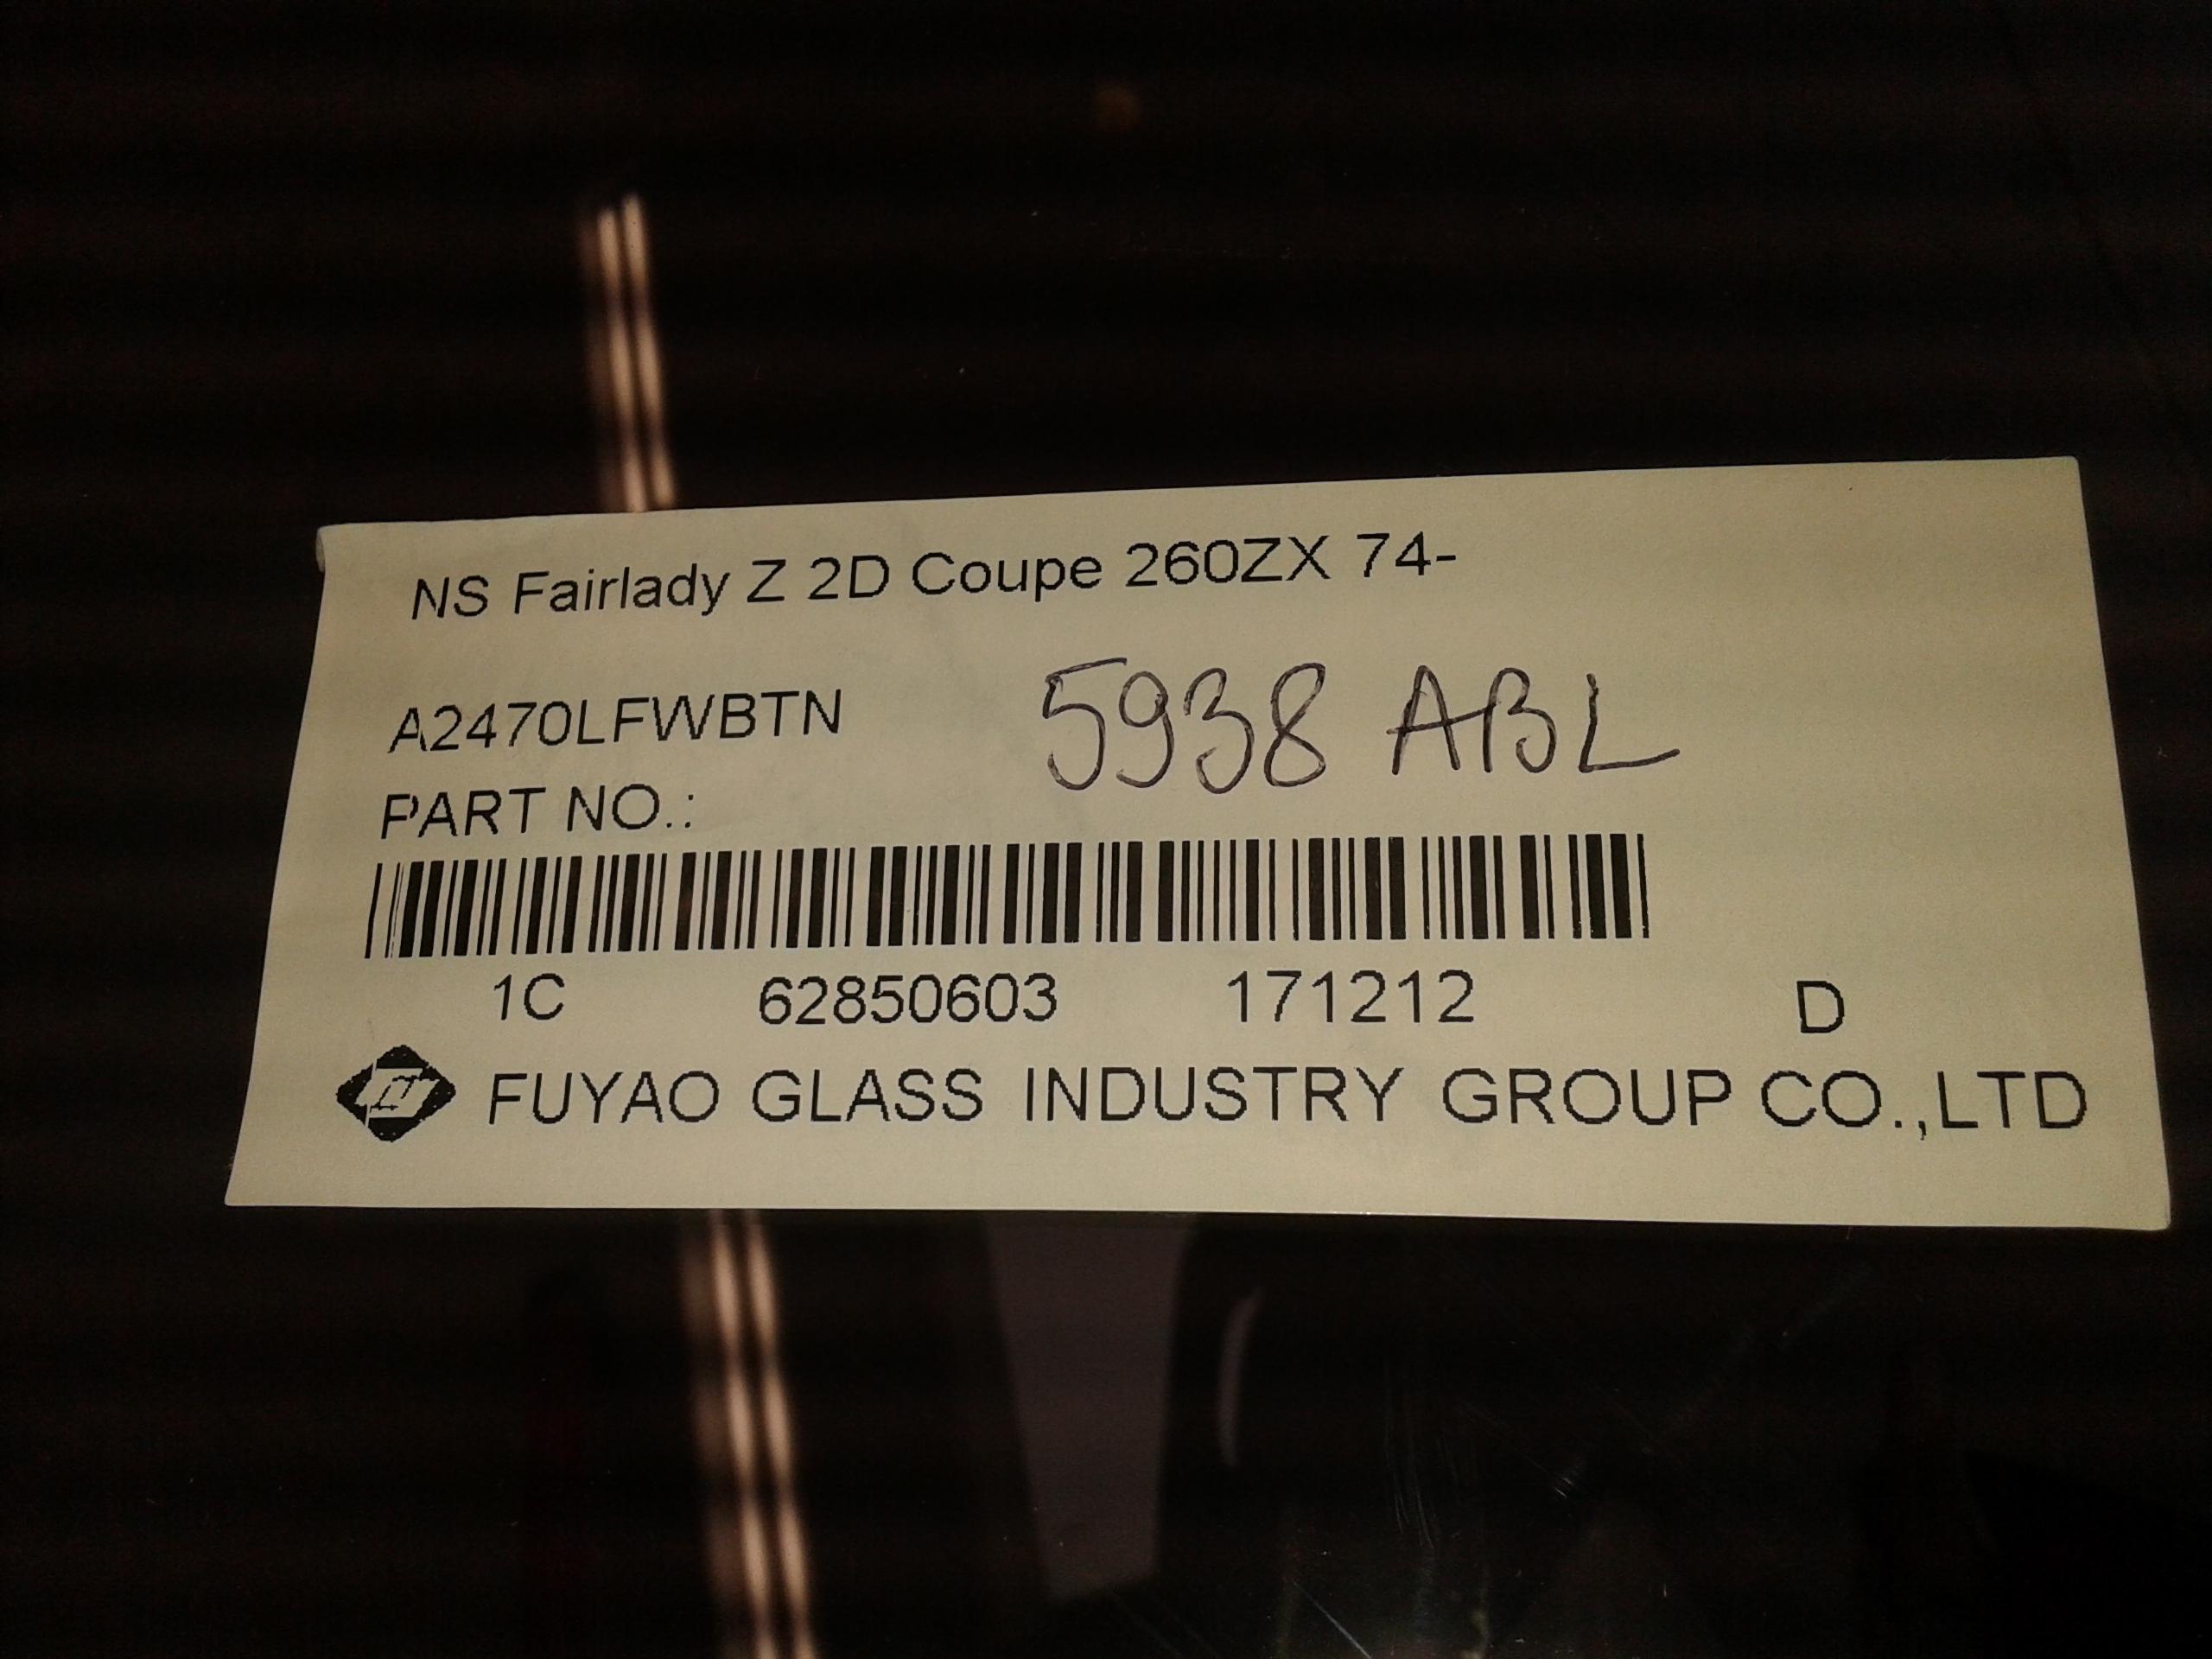 NS Fairlady Z 2D Coupe 260ZX 74-
A2470LFWBTN 5938 ABL
PART NO.:
1C 62850603 171212 D
FUYAO GLASS INDUSTRY GROUP CO.,LTD